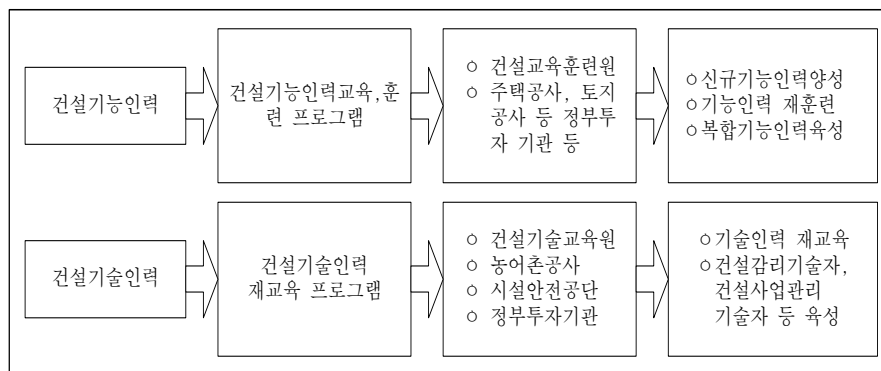 건설기능인력
건설기능인력교육,훈
련 프로그램
ㅇ 건설교육훈련원
ㅇ 주택공사, 토지
공사 등 정부투
자 기관 등
ㅇ신규기능인력양성
ㅇ기능인력 재훈련
ㅇ복합기능인력육성
건설기술인력
건설기술인력
재교육 프로그램
ㅇ 건설기술교육원
ㅇ 농어촌공사
ㅇ 시설안전공단
ㅇ 정부투자기관
ㅇ기술인력 재교육
ㅇ건설감리기술자,
건설사업관리
기술자 등 육성